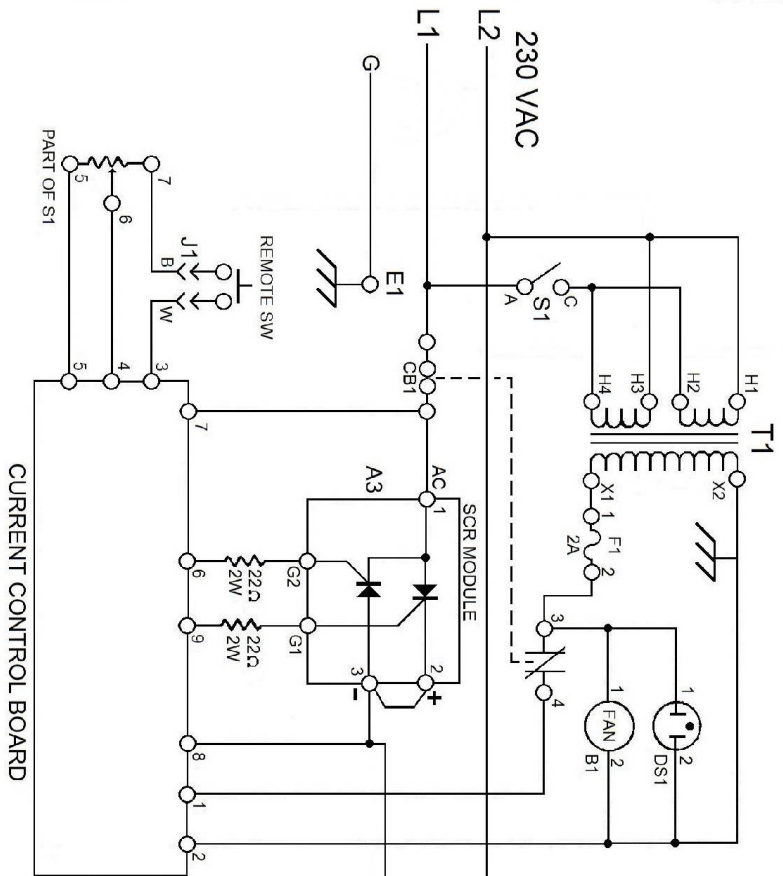 230 VAC
L2
L1
G
E1
S1
A
C
T1
H1
H2
H3
H4
X2
X1
1
F1
2A
2
3
4
1
DS1
2
1
FAN
2
B1
CB1
AC
1
A3
SCR MODULE
G2
G1
3
2
-
+
22Ω
2W
22Ω
2W
REMOTE SW
J1
B
W
7
6
5
PART OF S1
5
4
3
7
6
9
8
1
2
CURRENT CONTROL BOARD